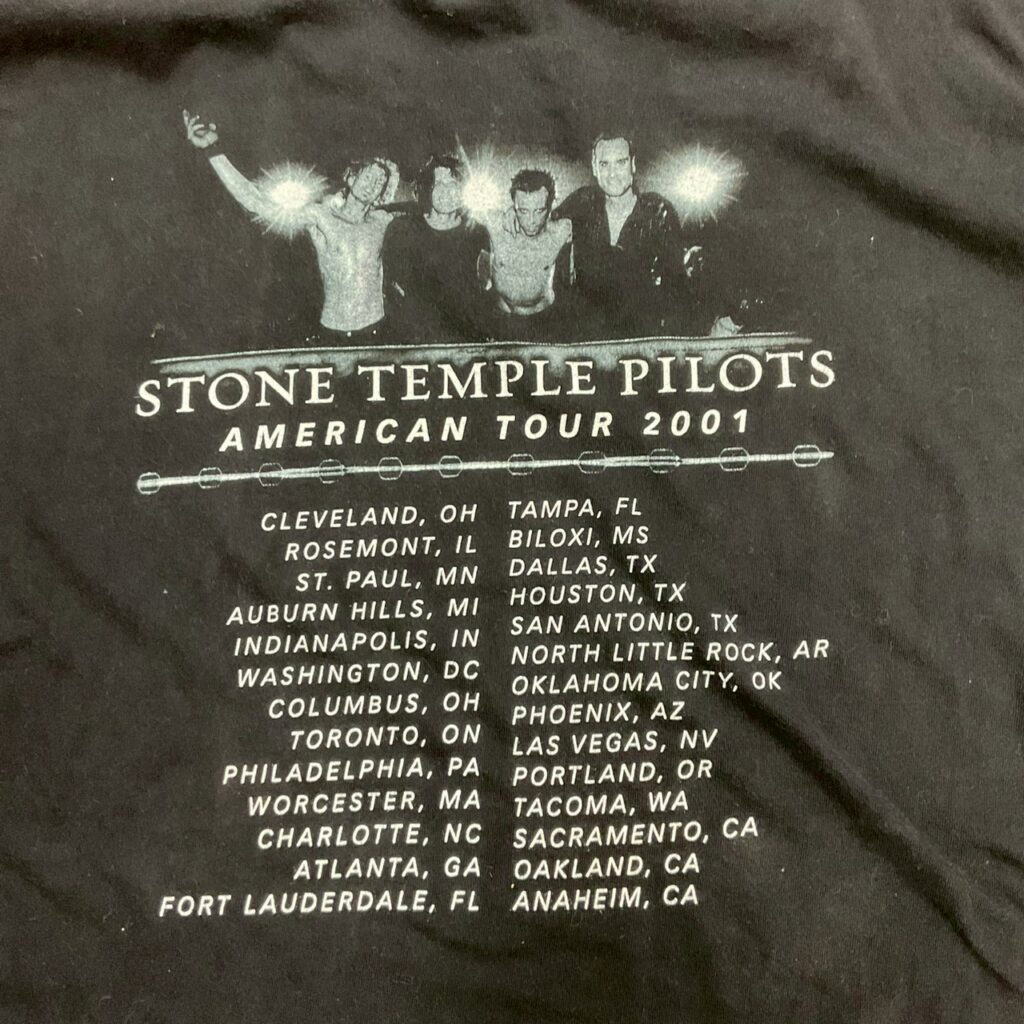 STONE TEMPLE PILOTS
AMERICAN TOUR 2001
CLEVELAND, OH
ROSEMONT, IL
ST. PAUL, MN
AUBURN HILLS, MI
INDIANAPOLIS, IN
WASHINGTON, DC
COLUMBUS, OH
TORONTO, ON
PHILADELPHIA, PA
WORCESTER, MA
CHARLOTTE, NC
ATLANTA, GA
FORT LAUDERDALE, FL
TAMPA, FL
BILOXI, MS
DALLAS, TX
HOUSTON, TX
SAN ANTONIO, TX
NORTH LITTLE ROCK, AR
OKLAHOMA CITY, OK
PHOENIX, AZ
LAS VEGAS, NV
PORTLAND, OR
TACOMA, WA
SACRAMENTO, CA
OAKLAND, CA
ANAHEIM, CA